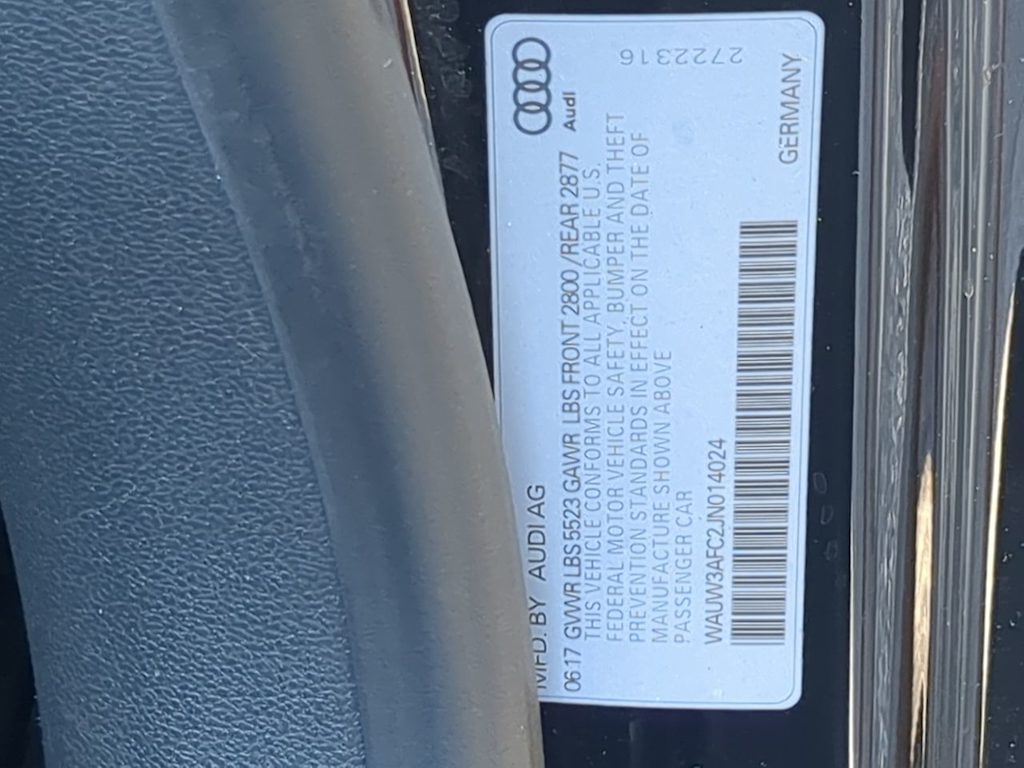 MFD. BY AUDI AG
Audi
06:17 GVWR LBS 5523 GAWR LBS FRONT 2800 /REAR 2877
THIS VEHICLE CONFORMS TO ALL APPLICABLE U.S.
FEDERAL MOTOR VEHICLE SAFETY, BUMPER AND THEFT
PREVENTION STANDARDS IN EFFECT ON THE DATE OF
MANUFACTURE SHOWN ABOVE
PASSENGER CAR
WAUW3AFC2JN014024
GERMANY
2722316